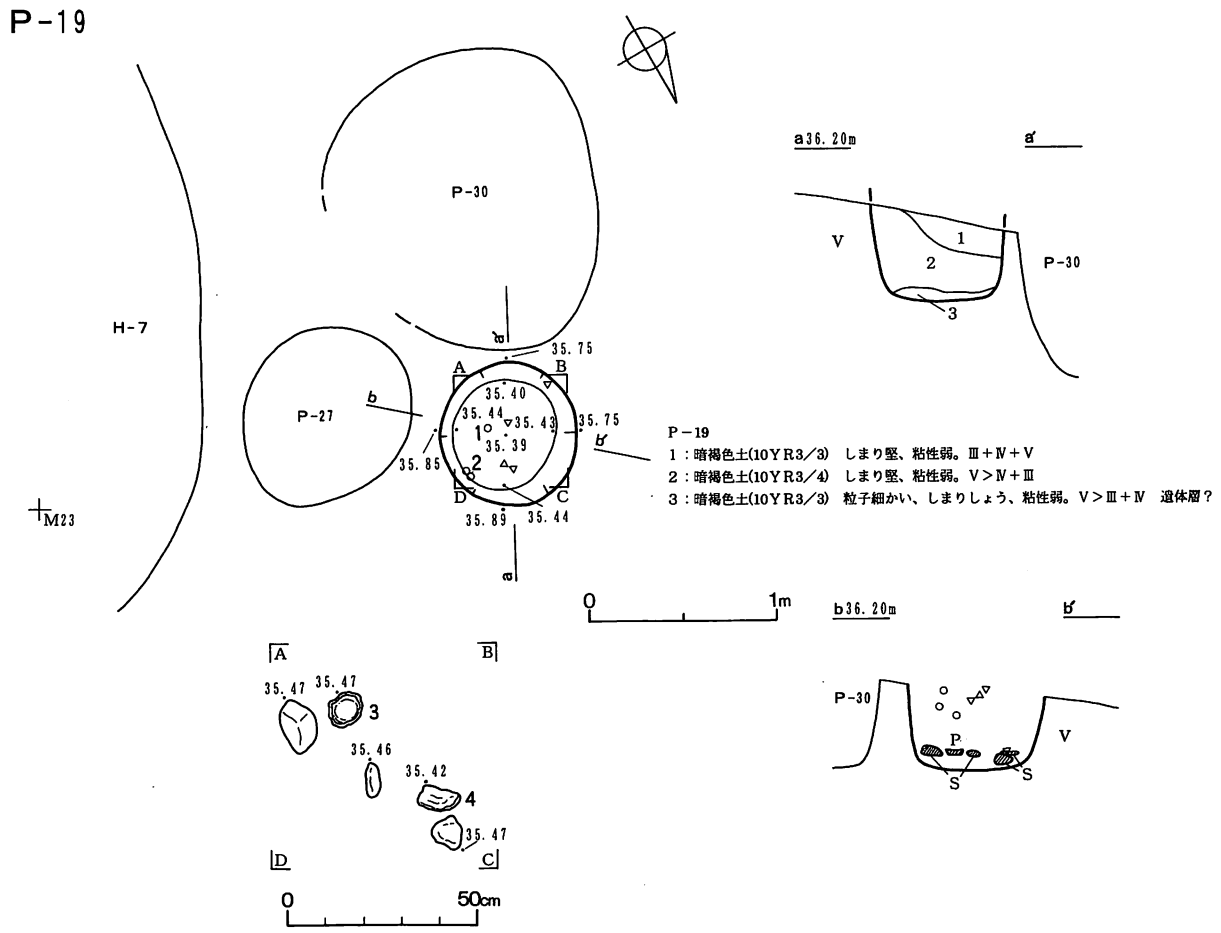 P-19
a36.20m
a′
P-30
V
1
2
P-30
3
H-7
a′
35.75
A
B
35.40
P-27
b
35.44
35.43
35.75
1
35.39
b′
35.85
2
D
C
35.89
35.44
a
M23
P-19
1：暗褐色土(10YR3/3) しまり堅、粘性弱。Ⅲ+Ⅳ+Ⅴ
2：暗褐色土(10YR3/4) しまり堅、粘性弱。Ⅴ>Ⅳ+Ⅲ
3：暗褐色土(10YR3/3) 粒子細かい、しまりしょう、粘性弱。Ⅴ>Ⅲ+Ⅳ 遺体層？
0 1m
b36.20m
b′
A
B
35.47
35.47
3
35.46
35.42
4
35.47
D
C
P-30
P
V
S
S
0 50cm